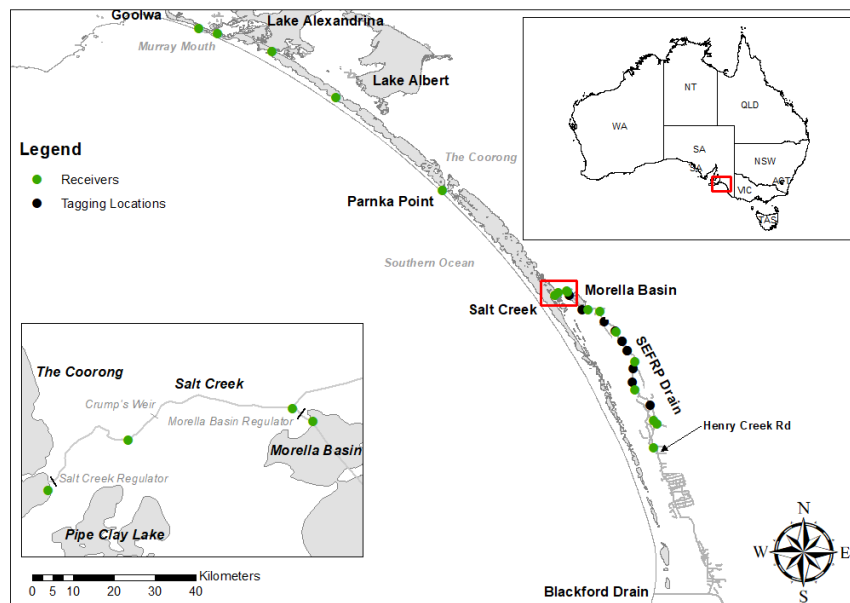 Goolwa
Lake Alexandrina
Murray Mouth
Lake Albert
Legend
Receivers
Tagging Locations
The Coorong
Parnka Point
Southern Ocean
Morella Basin
Salt Creek
SEFRP Drain
Henry Creek Rd
Blackford Drain
WA
NT
QLD
SA
SA
NSW
ACT
VIC
TAS
The Coorong
Salt Creek
Crump's Weir
Morella Basin Regulator
Morella Basin
Salt Creek Regulator
Pipe Clay Lake
Kilometers
0 5 10 20 30 40
N
W E
S